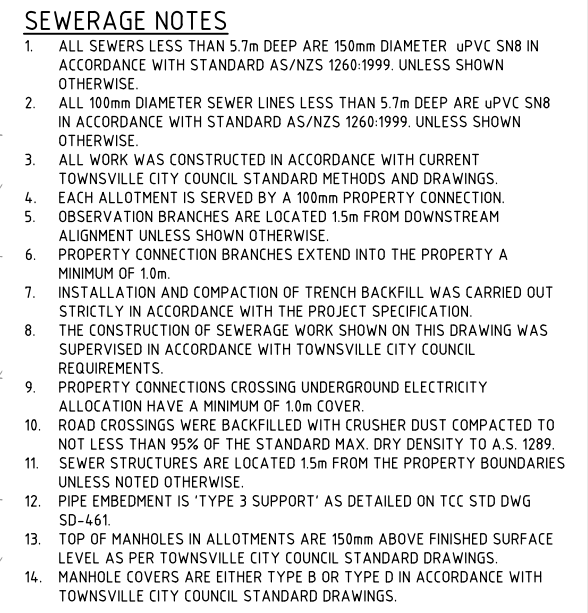 SEWERAGE NOTES
1. ALL SEWERS LESS THAN 5.7m DEEP ARE 150mm DIAMETER uPVC SN8 IN
ACCORDANCE WITH STANDARD AS/NZS 1260:1999. UNLESS SHOWN
OTHERWISE.
2. ALL 100mm DIAMETER SEWER LINES LESS THAN 5.7m DEEP ARE uPVC SN8
IN ACCORDANCE WITH STANDARD AS/NZS 1260:1999. UNLESS SHOWN
OTHERWISE.
3. ALL WORK WAS CONSTRUCTED IN ACCORDANCE WITH CURRENT
TOWNSVILLE CITY COUNCIL STANDARD METHODS AND DRAWINGS.
4. EACH ALLOTMENT IS SERVED BY A 100mm PROPERTY CONNECTION.
5. OBSERVATION BRANCHES ARE LOCATED 1.5m FROM DOWNSTREAM
ALIGNMENT UNLESS SHOWN OTHERWISE.
6. PROPERTY CONNECTION BRANCHES EXTEND INTO THE PROPERTY A
MINIMUM OF 1.0m.
7. INSTALLATION AND COMPACTION OF TRENCH BACKFILL WAS CARRIED OUT
STRICTLY IN ACCORDANCE WITH THE PROJECT SPECIFICATION.
8. THE CONSTRUCTION OF SEWERAGE WORK SHOWN ON THIS DRAWING WAS
SUPERVISED IN ACCORDANCE WITH TOWNSVILLE CITY COUNCIL
REQUIREMENTS.
9. PROPERTY CONNECTIONS CROSSING UNDERGROUND ELECTRICITY
ALLOCATION HAVE A MINIMUM OF 1.0m COVER.
10. ROAD CROSSINGS WERE BACKFILLED WITH CRUSHER DUST COMPACTED TO
NOT LESS THAN 95% OF THE STANDARD MAX. DRY DENSITY TO A.S. 1289.
11. SEWER STRUCTURES ARE LOCATED 1.5m FROM THE PROPERTY BOUNDARIES
UNLESS NOTED OTHERWISE.
12. PIPE EMBEDMENT IS 'TYPE 3 SUPPORT' AS DETAILED ON TCC STD DWG
SD-461.
13. TOP OF MANHOLES IN ALLOTMENTS ARE 150mm ABOVE FINISHED SURFACE
LEVEL AS PER TOWNSVILLE CITY COUNCIL STANDARD DRAWINGS.
14. MANHOLE COVERS ARE EITHER TYPE B OR TYPE D IN ACCORDANCE WITH
TOWNSVILLE CITY COUNCIL STANDARD DRAWINGS.